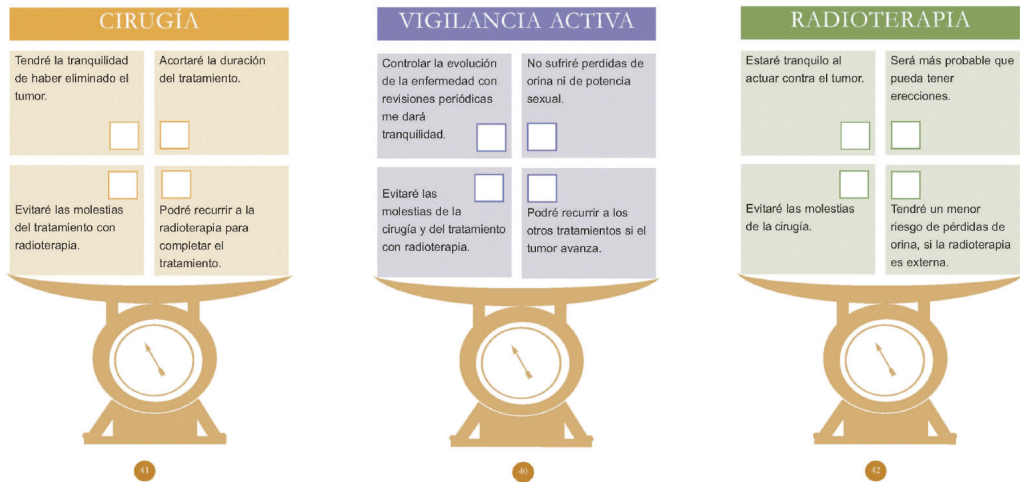 CIRUGÍA
Tendré la tranquilidad
de haber eliminado el
tumor.
Acortaré la duración
del tratamiento.
Evitaré las molestias
del tratamiento con
radioterapia.
Podré recurrir a la
radioterapia para
completar el
tratamiento.
41
VIGILANCIA ACTIVA
Controlar la evolución
de la enfermedad con
revisiones periódicas
me dará
tranquilidad.
No sufriré perdidas de
orina ni de potencia
sexual.
Evitaré las
molestias de la
cirugía y del tratamiento
con radioterapia.
Podré recurrir a los
otros tratamientos si el
tumor avanza.
40
RADIOTERAPIA
Estaré tranquilo al
actuar contra el tumor.
Será más probable que
pueda tener
erecciones.
Evitaré las molestias
de la cirugía.
Tendré un menor
riesgo de pérdidas de
orina, si la radioterapia
es externa.
42